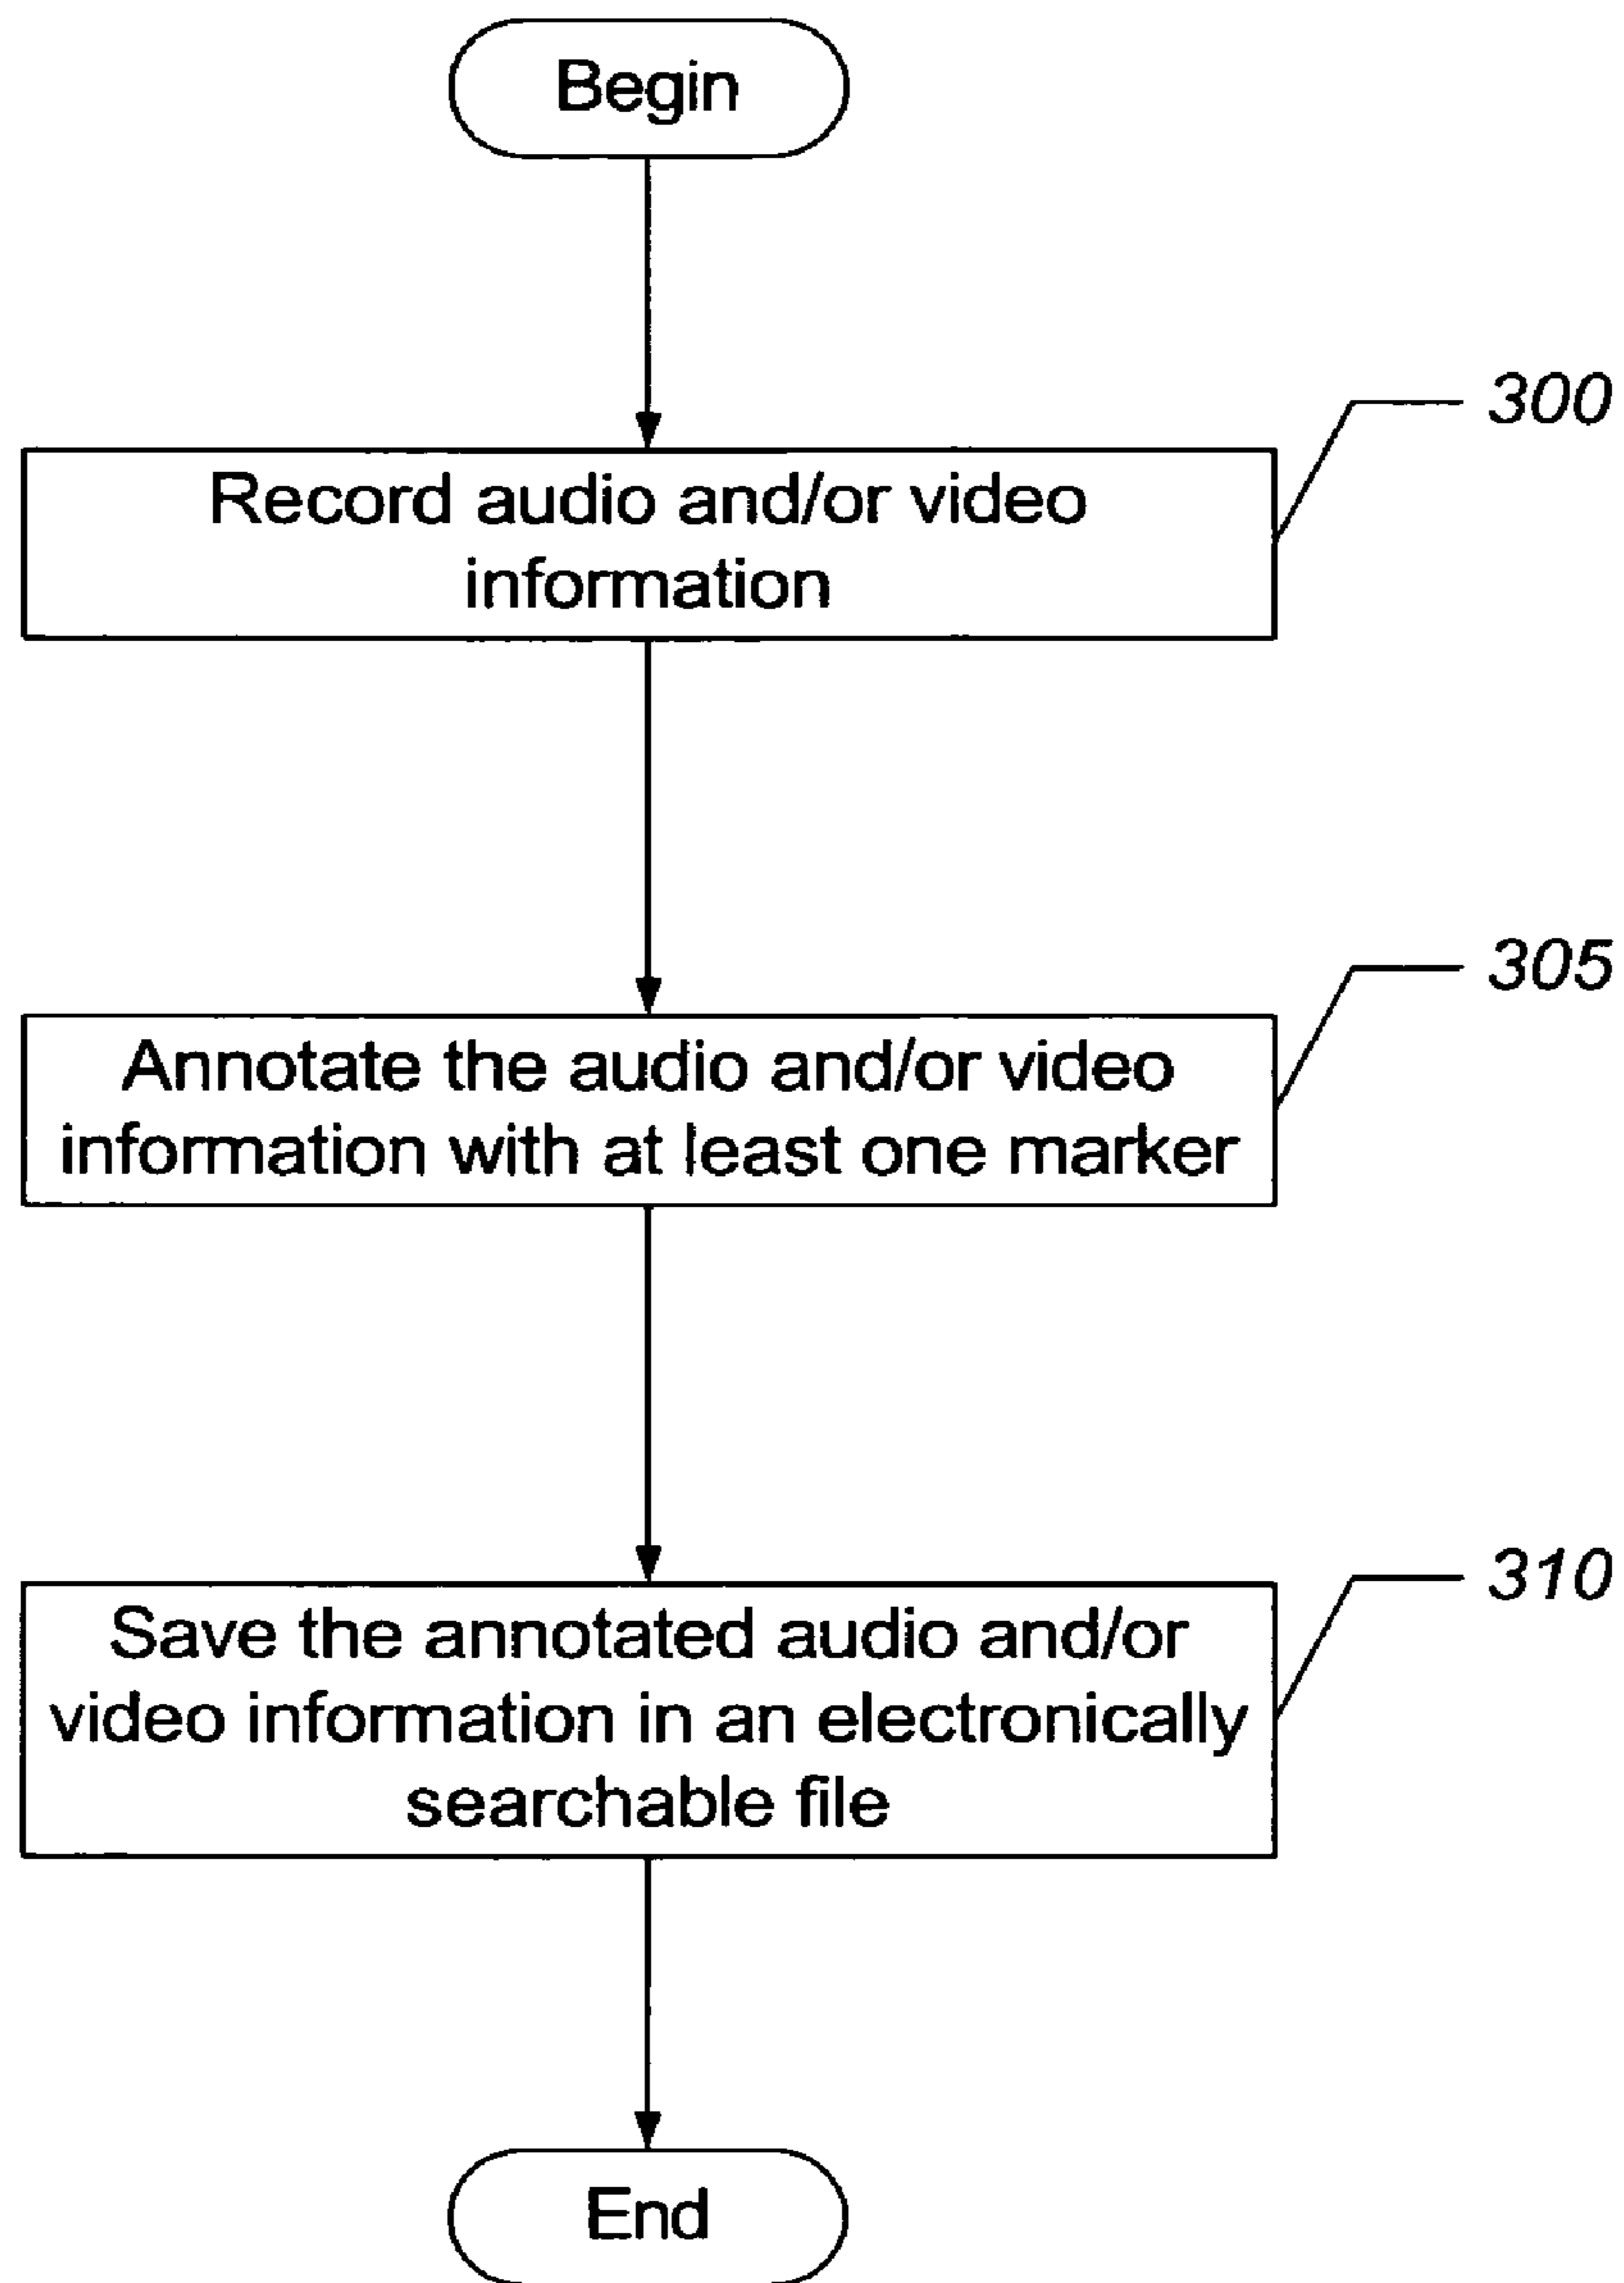 Begin
300
Record audio and/or video
information
305
Annotate the audio and/or video
information with at least one marker
310
Save the annotated audio and/or
video information in an electronically
searchable file
End